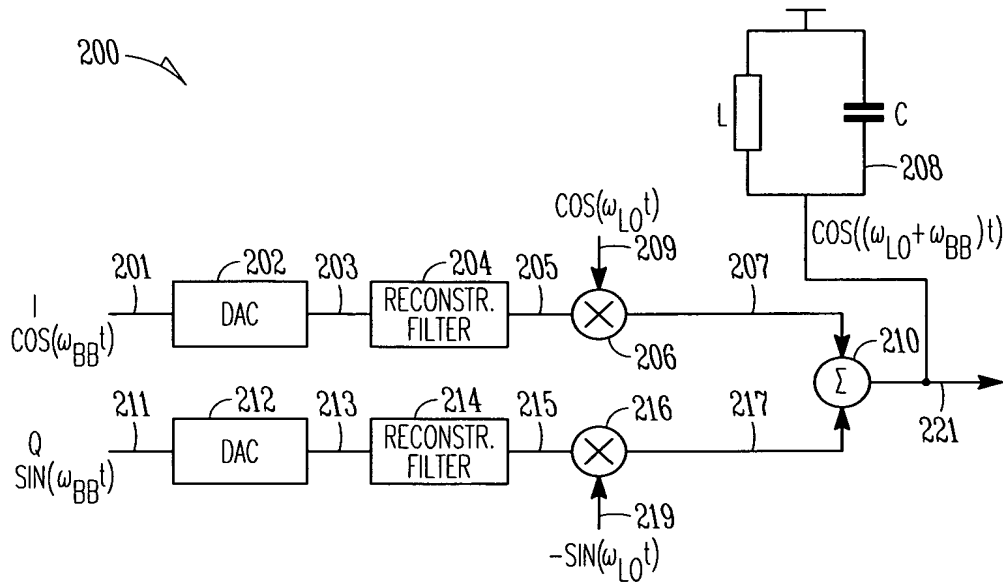 200
L
C
208
COS(ω_LO t)
209
COS((ω_LO + ω_BB)t)
201
202
203
204
205
207
I
COS(ω_BB t)
DAC
RECONSTR.
FILTER
206
210
Σ
211
212
213
214
215
216
217
221
Q
SIN(ω_BB t)
DAC
RECONSTR.
FILTER
219
-SIN(ω_LO t)